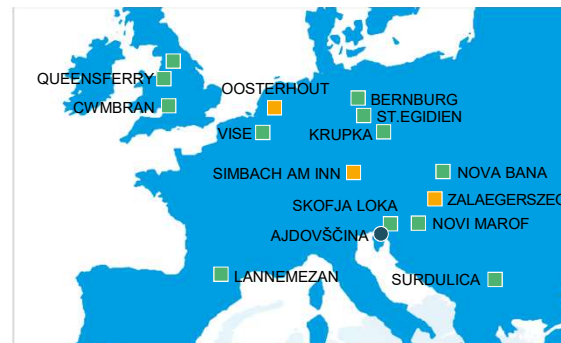 QUEENSFERRY
OOSTERHOUT
BERNBURG
CWMBRAN
ST.EGIDIEN
VISE
KRUPKA
SIMBACH AM INN
NOVA BANA
ZALAEGERSZEG
SKOFJA LOKA
NOVI MAROF
AJDOVŠČINA
LANNEMEZAN
SURDULICA